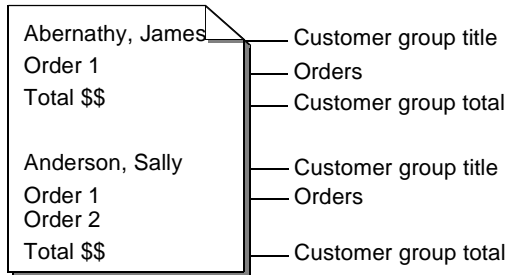 Abernathy, James Customer group title
Order 1 Orders
Total $$ Customer group total
Anderson, Sally Customer group title
Order 1 Orders
Order 2
Total $$ Customer group total